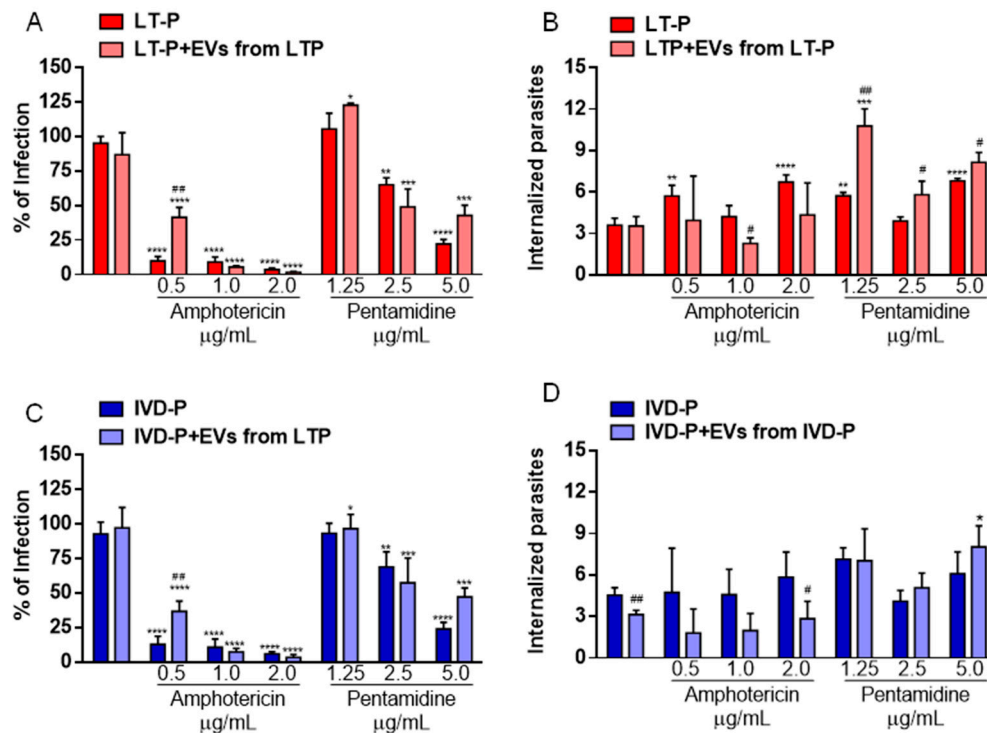 A
LT-P
LT-P+EVs from LTP
% of Infection
150
125
100
75
50
25
0
##
****
****
****
****
****
****
*
**
***
****
***
0.5 1.0 2.0 1.25 2.5 5.0
Amphotericin Pentamidine
µg/mL µg/mL
B
LT-P
LTP+EVs from LT-P
Internalized parasites
15
12
9
6
3
0
**
#
****
**
##
***
#
****
#
0.5 1.0 2.0 1.25 2.5 5.0
Amphotericin Pentamidine
µg/mL µg/mL
C
IVD-P
IVD-P+EVs from LTP
% of Infection
150
125
100
75
50
25
0
****
##
****
****
****
****
****
*
**
***
****
***
0.5 1.0 2.0 1.25 2.5 5.0
Amphotericin Pentamidine
µg/mL µg/mL
D
IVD-P
IVD-P+EVs from IVD-P
Internalized parasites
15
12
9
6
3
0
##
#
*
0.5 1.0 2.0 1.25 2.5 5.0
Amphotericin Pentamidine
µg/mL µg/mL